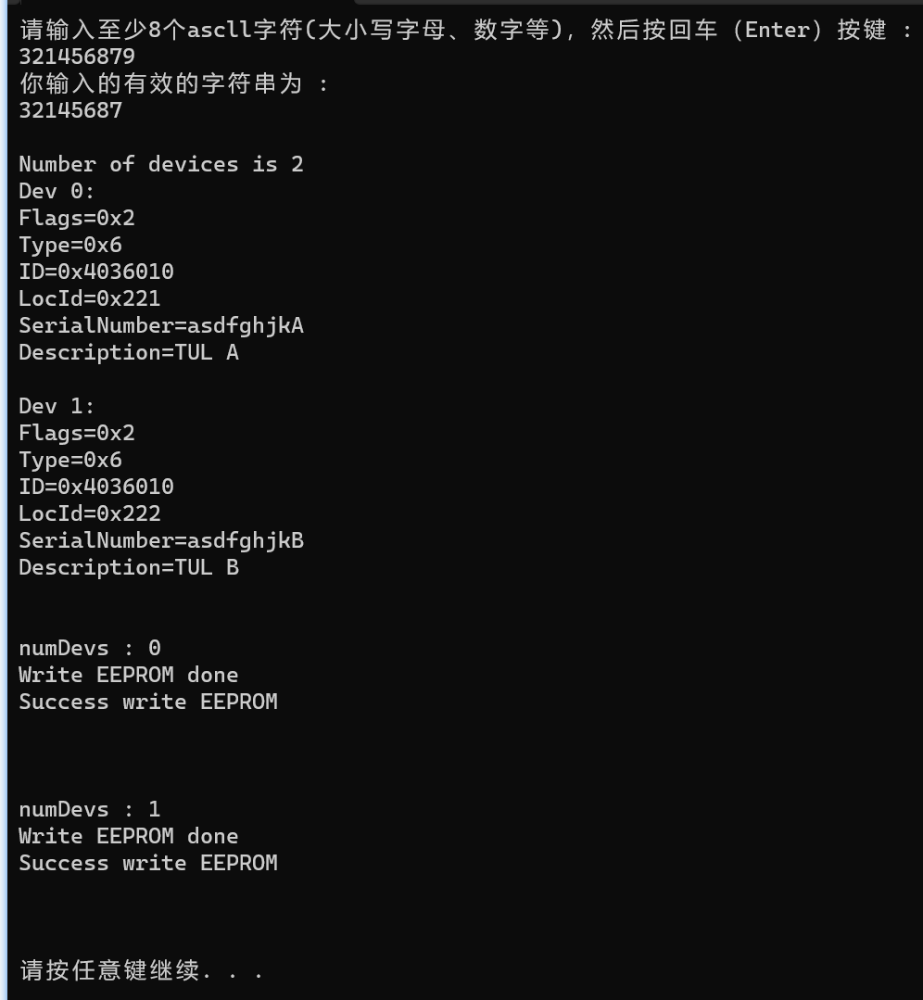 请输入至少8个ascll字符(大小写字母、数字等)，然后按回车（Enter）按键 :
321456879
你输入的有效的字符串为 :
32145687
Number of devices is 2
Dev 0:
Flags=0x2
Type=0x6
ID=0x4036010
LocId=0x221
SerialNumber=asdfghjkA
Description=TUL A
Dev 1:
Flags=0x2
Type=0x6
ID=0x4036010
LocId=0x222
SerialNumber=asdfghjkB
Description=TUL B
numDevs : 0
Write EEPROM done
Success write EEPROM
numDevs : 1
Write EEPROM done
Success write EEPROM
请按任意键继续. . .